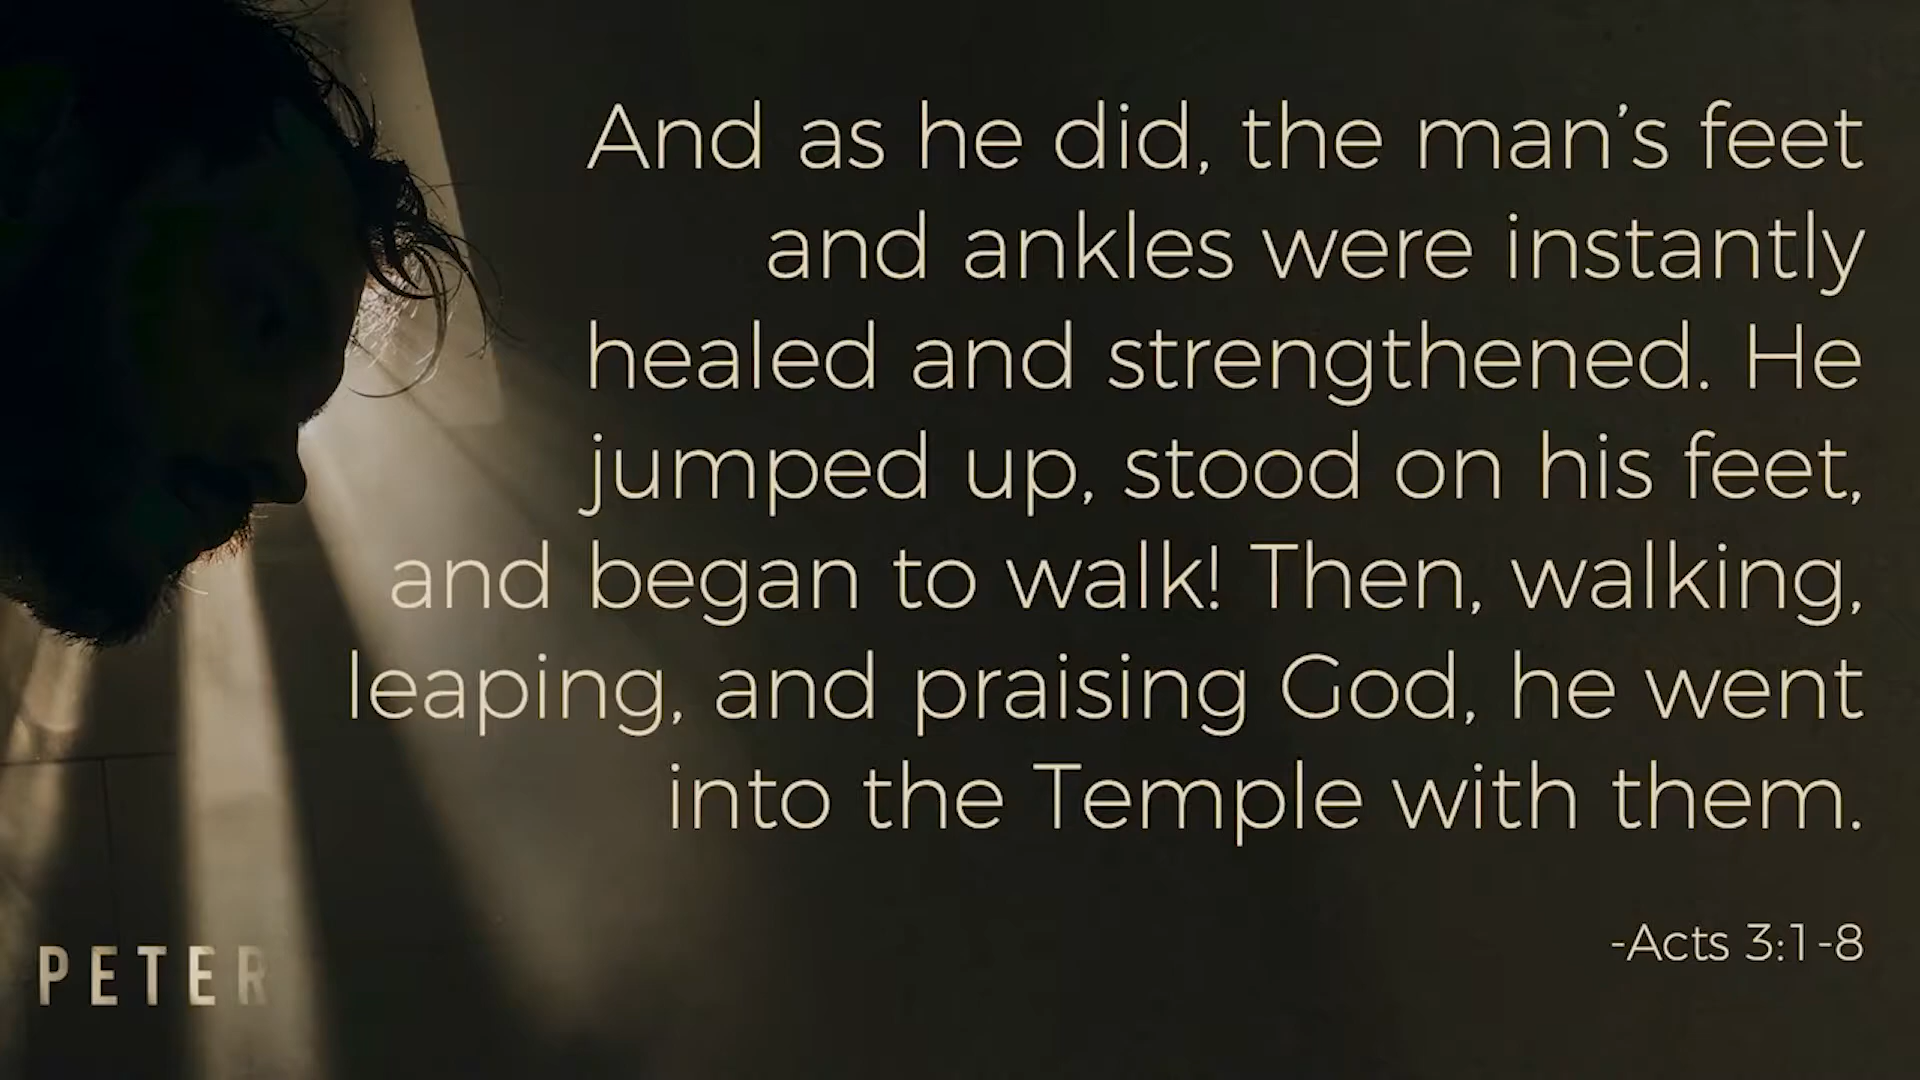 And as he did, the man’s feet
and ankles were instantly
healed and strengthened. He
jumped up, stood on his feet,
and began to walk! Then, walking,
leaping, and praising God, he went
into the Temple with them.
-Acts 3:1-8
PETER